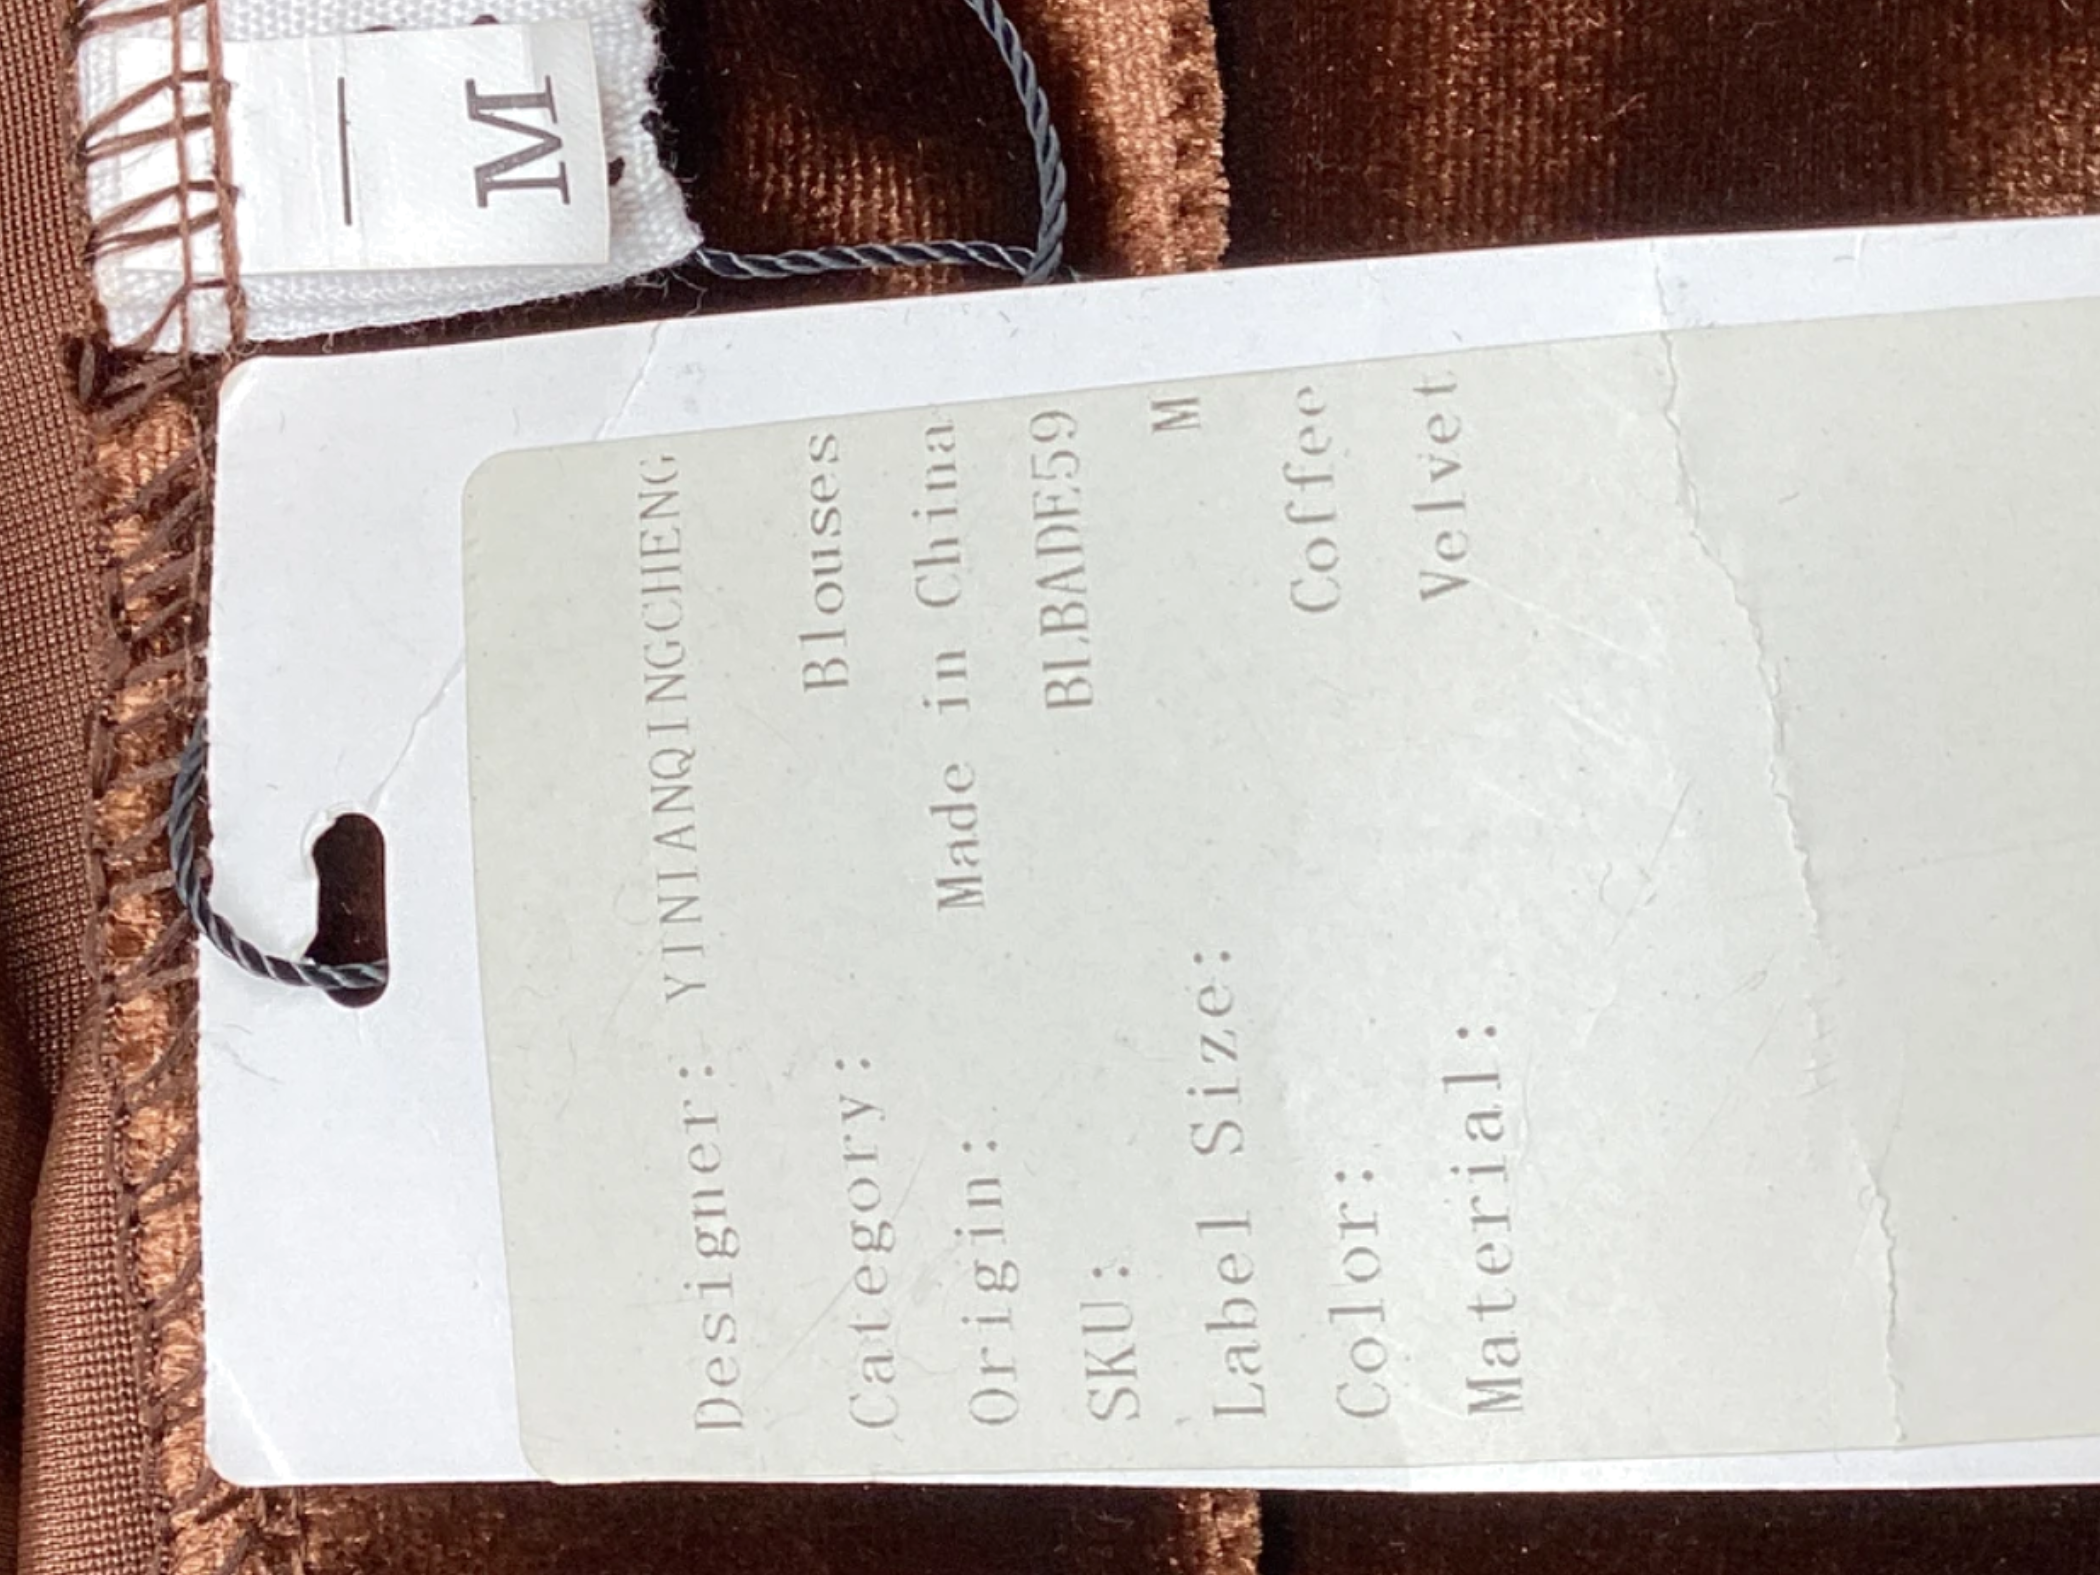 M
Designer: YINIANQINGCHENG
Category: Blouses
Origin: Made in China
SKU: BLBADE59
Label Size: M
Color: Coffee
Material: Velvet